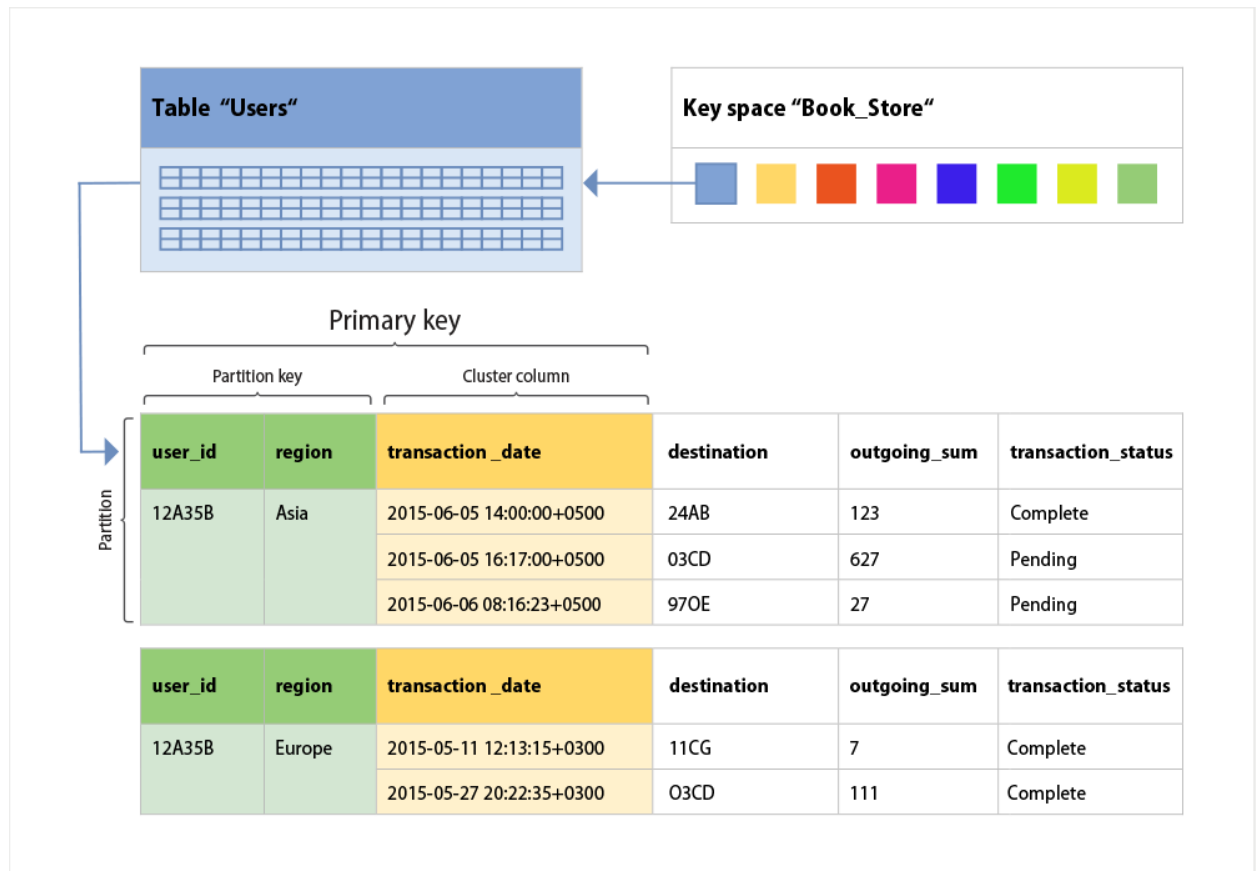 Table “Users“
Key space “Book_Store“
Primary key
Partition key Cluster column
Partition
user_id region transaction _date destination outgoing_sum transaction_status
12A35B Asia 2015-06-05 14:00:00+0500 24AB 123 Complete
2015-06-05 16:17:00+0500 03CD 627 Pending
2015-06-06 08:16:23+0500 97OE 27 Pending
user_id region transaction _date destination outgoing_sum transaction_status
12A35B Europe 2015-05-11 12:13:15+0300 11CG 7 Complete
2015-05-27 20:22:35+0300 O3CD 111 Complete